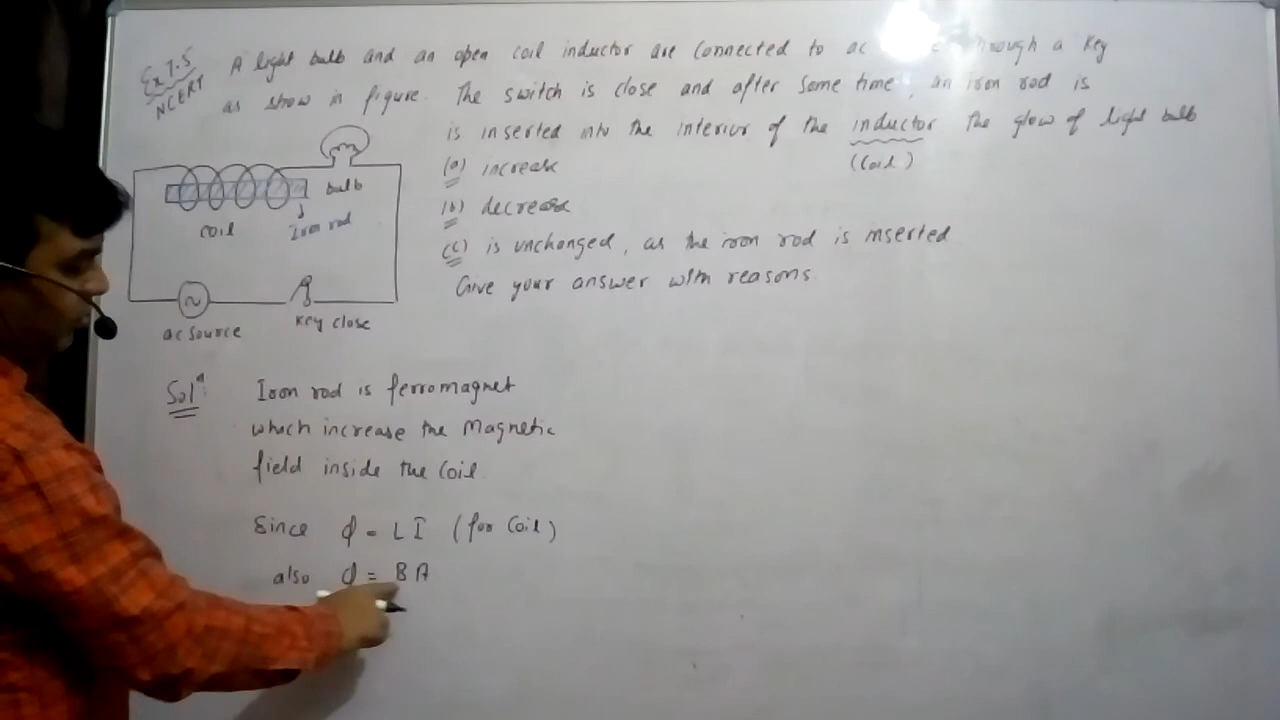 Ex 7.5
NCERT
A light bulb and an open coil inductor are connected to ac through a key
as show in figure. The switch is close and after some time, an iron rod is
is inserted into the interior of the inductor the glow of light bulb
(coil)
(a) increase
(b) decrease
(c) is unchanged, as the iron rod is inserted
Give your answer with reasons.
bulb
coil
Iron rod
ac source
key close
Solⁿ
Iron rod is ferromagnet
which increase the Magnetic
field inside the coil.
Since ϕ = LI (for coil)
also ϕ = BA